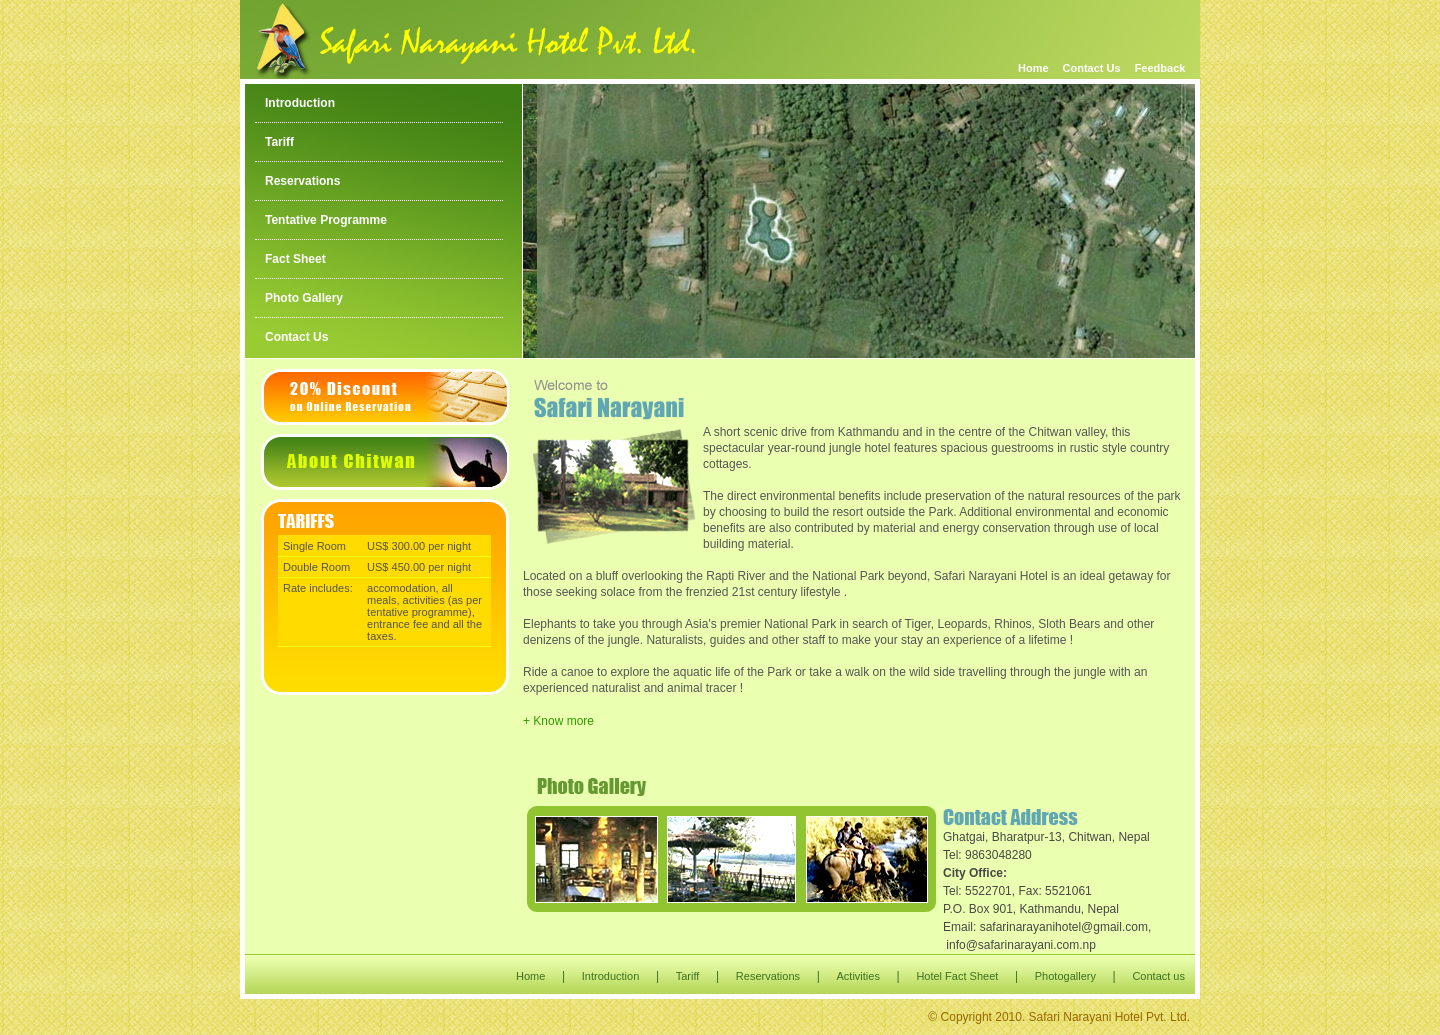 Safari Narayani Hotel Pvt. Ltd.
Home Contact Us Feedback
Introduction
Tariff
Reservations
Tentative Programme
Fact Sheet
Photo Gallery
Contact Us
20% Discount
on Online Reservation
About Chitwan
TARIFFS
Single Room US$ 300.00 per night
Double Room US$ 450.00 per night
Rate includes: accomodation, all
meals, activities (as per
tentative programme),
entrance fee and all the
taxes.
Welcome to
Safari Narayani
A short scenic drive from Kathmandu and in the centre of the Chitwan valley, this
spectacular year-round jungle hotel features spacious guestrooms in rustic style country
cottages.
The direct environmental benefits include preservation of the natural resources of the park
by choosing to build the resort outside the Park. Additional environmental and economic
benefits are also contributed by material and energy conservation through use of local
building material.
Located on a bluff overlooking the Rapti River and the National Park beyond, Safari Narayani Hotel is an ideal getaway for
those seeking solace from the frenzied 21st century lifestyle .
Elephants to take you through Asia's premier National Park in search of Tiger, Leopards, Rhinos, Sloth Bears and other
denizens of the jungle. Naturalists, guides and other staff to make your stay an experience of a lifetime !
Ride a canoe to explore the aquatic life of the Park or take a walk on the wild side travelling through the jungle with an
experienced naturalist and animal tracer !
+ Know more
Photo Gallery
Contact Address
Ghatgai, Bharatpur-13, Chitwan, Nepal
Tel: 9863048280
City Office:
Tel: 5522701, Fax: 5521061
P.O. Box 901, Kathmandu, Nepal
Email: safarinarayanihotel@gmail.com,
info@safarinarayani.com.np
Home | Introduction | Tariff | Reservations | Activities | Hotel Fact Sheet | Photogallery | Contact us
© Copyright 2010. Safari Narayani Hotel Pvt. Ltd.